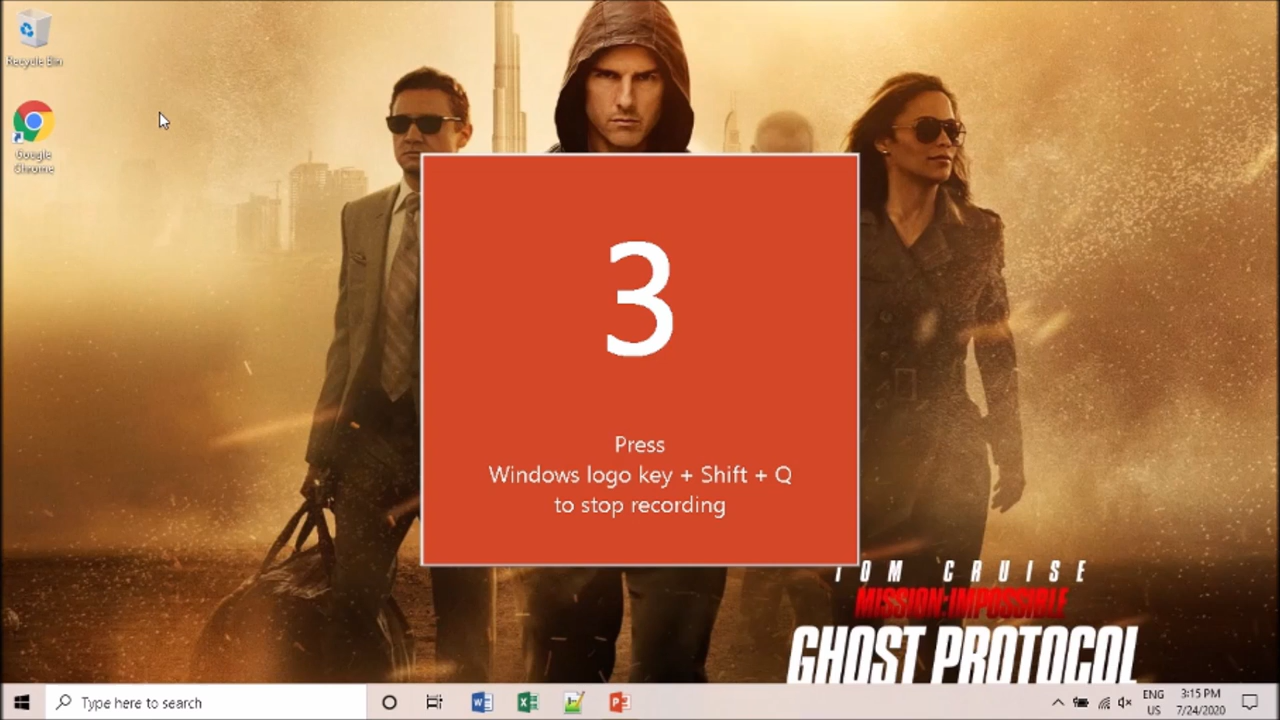 Recycle Bin
Google
Chrome
3
Press
Windows logo key + Shift + Q
to stop recording
TOM CRUISE
MISSION: IMPOSSIBLE
GHOST PROTOCOL
Type here to search
ENG
US
3:15 PM
7/24/2020